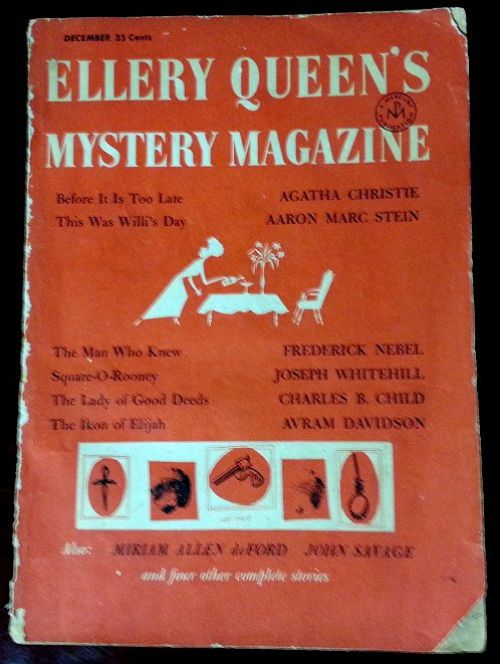 DECEMBER 35 Cents
ELLERY QUEEN'S
MYSTERY MAGAZINE
A MERCURY PUBLICATION
Before It Is Too Late AGATHA CHRISTIE
This Was Willi's Day AARON MARC STEIN
The Man Who Knew FREDERICK NEBEL
Square-O-Rooney JOSEPH WHITEHILL
The Lady of Good Deeds CHARLES B. CHILD
The Ikon of Elijah AVRAM DAVIDSON
Also: MIRIAM ALLEN deFORD JOHN SAVAGE
and four other complete stories